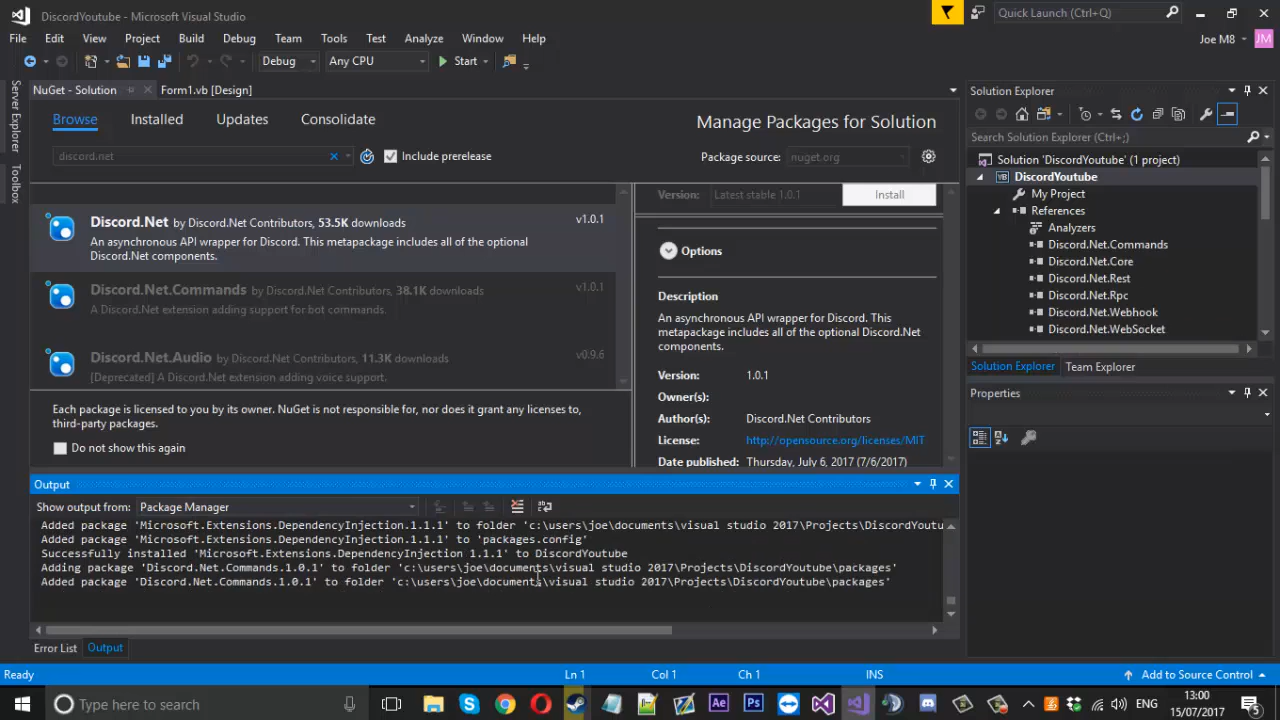 DiscordYoutube - Microsoft Visual Studio
Quick Launch (Ctrl+Q)
File Edit View Project Build Debug Team Tools Test Analyze Window Help
Joe M8 JM
Debug Any CPU Start
Server Explorer
Toolbox
NuGet - Solution Form1.vb [Design]
Browse Installed Updates Consolidate
Manage Packages for Solution
discord.net
Include prerelease
Package source: nuget.org
Discord.Net by Discord.Net Contributors, 53.5K downloads v1.0.1
An asynchronous API wrapper for Discord. This metapackage includes all of the optional
Discord.Net components.
Discord.Net.Commands by Discord.Net Contributors, 38.1K downloads v1.0.1
A Discord.Net extension adding support for bot commands.
Discord.Net.Audio by Discord.Net Contributors, 11.3K downloads v0.9.6
[Deprecated] A Discord.Net extension adding voice support.
Each package is licensed to you by its owner. NuGet is not responsible for, nor does it grant any licenses to,
third-party packages.
Do not show this again
Version: Latest stable 1.0.1 Install
Options
Description
An asynchronous API wrapper for Discord. This
metapackage includes all of the optional Discord.Net
components.
Version: 1.0.1
Owner(s):
Author(s): Discord.Net Contributors
License: http://opensource.org/licenses/MIT
Date published: Thursday, July 6, 2017 (7/6/2017)
Solution Explorer
Search Solution Explorer (Ctrl+;)
Solution 'DiscordYoutube' (1 project)
VB DiscordYoutube
My Project
References
Analyzers
Discord.Net.Commands
Discord.Net.Core
Discord.Net.Rest
Discord.Net.Rpc
Discord.Net.Webhook
Discord.Net.WebSocket
Solution Explorer Team Explorer
Properties
Output
Show output from: Package Manager
Added package 'Microsoft.Extensions.DependencyInjection.1.1.1' to folder 'c:\users\joe\documents\visual studio 2017\Projects\DiscordYoutu
Added package 'Microsoft.Extensions.DependencyInjection.1.1.1' to 'packages.config'
Successfully installed 'Microsoft.Extensions.DependencyInjection 1.1.1' to DiscordYoutube
Adding package 'Discord.Net.Commands.1.0.1' to folder 'c:\users\joe\documents\visual studio 2017\Projects\DiscordYoutube\packages'
Added package 'Discord.Net.Commands.1.0.1' to folder 'c:\users\joe\documents\visual studio 2017\Projects\DiscordYoutube\packages'
Error List Output
Ready Ln 1 Col 1 Ch 1 INS Add to Source Control
Type here to search
Ae Ps
ENG
13:00
15/07/2017
5